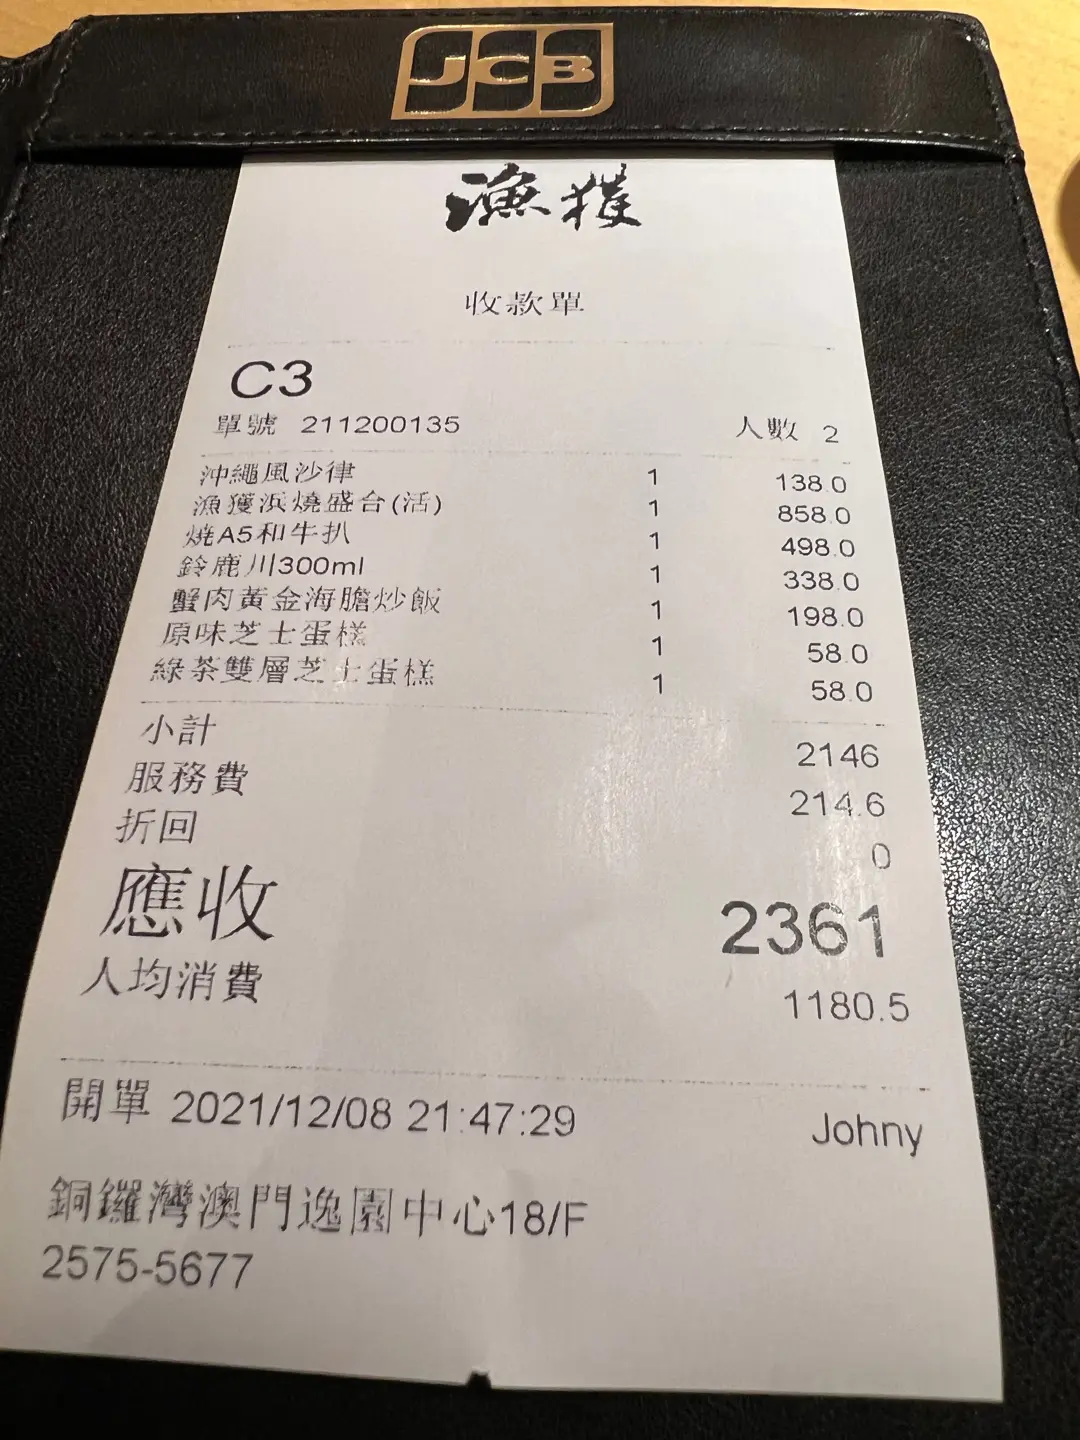 JCB
漁獲
收款單
C3
單號 211200135 人數 2
沖繩風沙律 1 138.0
漁獲浜燒盛合(活) 1 858.0
燒A5和牛扒 1 498.0
鈴鹿川300ml 1 338.0
蟹肉黃金海膽炒飯 1 198.0
原味芝士蛋糕 1 58.0
綠茶雙層芝士蛋糕 1 58.0
小計 2146
服務費 214.6
折回 0
應收 2361
人均消費 1180.5
開單 2021/12/08 21:47:29 Johny
銅鑼灣澳門逸園中心18/F
2575-5677